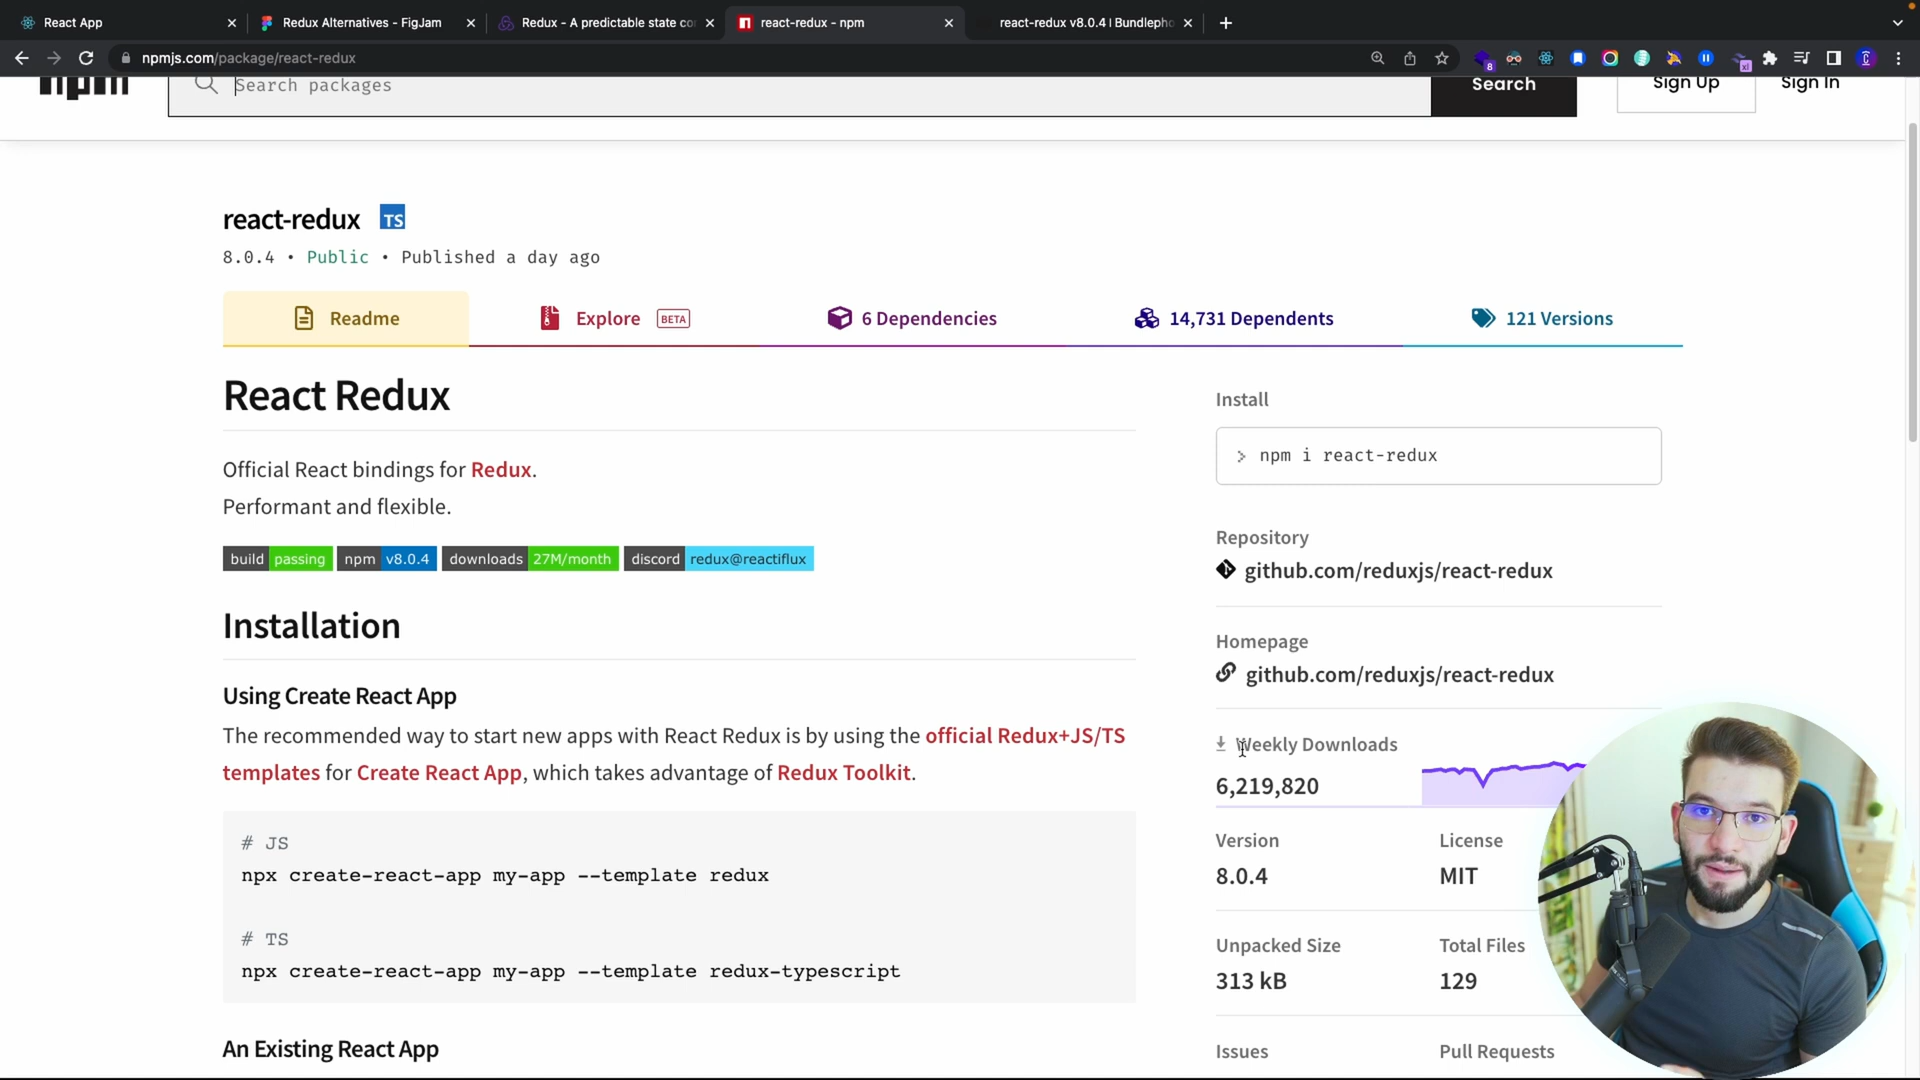 React App
Redux Alternatives - FigJam
Redux - A predictable state co
react-redux - npm
react-redux v8.0.4 | Bundlepho
npmjs.com/package/react-redux
8
xl
npm
Search packages
Search
Sign Up
Sign In
react-redux TS
8.0.4 • Public • Published a day ago
Readme
Explore BETA
6 Dependencies
14,731 Dependents
121 Versions
React Redux
Official React bindings for Redux.
Performant and flexible.
build passing npm v8.0.4 downloads 27M/month discord redux@reactiflux
Installation
Using Create React App
The recommended way to start new apps with React Redux is by using the official Redux+JS/TS
templates for Create React App, which takes advantage of Redux Toolkit.
# JS
npx create-react-app my-app --template redux
# TS
npx create-react-app my-app --template redux-typescript
An Existing React App
Install
> npm i react-redux
Repository
github.com/reduxjs/react-redux
Homepage
github.com/reduxjs/react-redux
Weekly Downloads
6,219,820
Version
License
8.0.4
MIT
Unpacked Size
Total Files
313 kB
129
Issues
Pull Requests